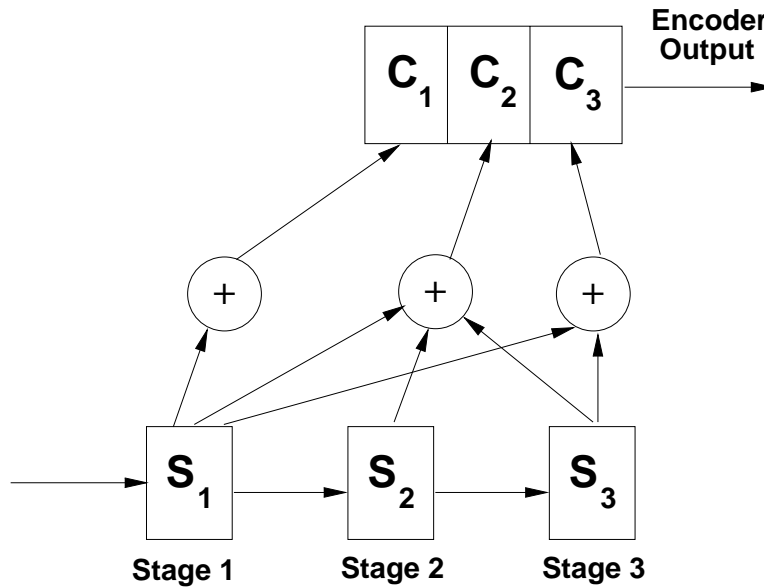 Encoder
Output
C1 C2 C3
+ + +
S1 S2 S3
Stage 1 Stage 2 Stage 3